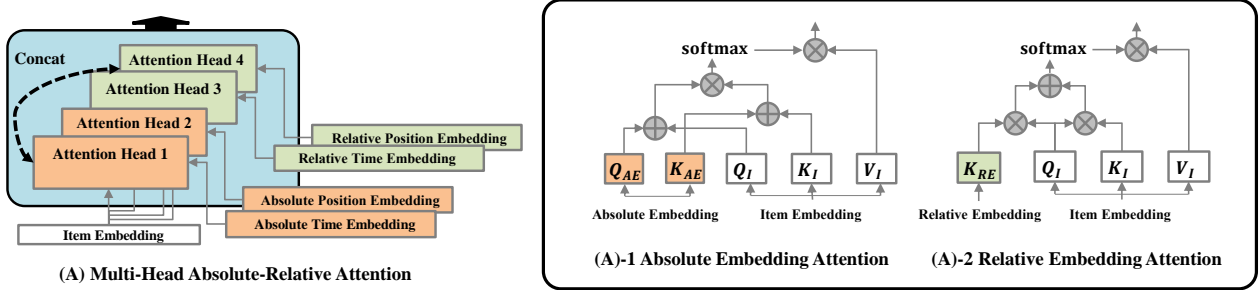 Concat
Attention Head 4
Attention Head 3
Attention Head 2
Attention Head 1
Relative Position Embedding
Relative Time Embedding
Absolute Position Embedding
Absolute Time Embedding
Item Embedding
(A) Multi-Head Absolute-Relative Attention
softmax
Q_AE K_AE Q_I K_I V_I
Absolute Embedding Item Embedding
(A)-1 Absolute Embedding Attention
softmax
K_RE Q_I K_I V_I
Relative Embedding Item Embedding
(A)-2 Relative Embedding Attention